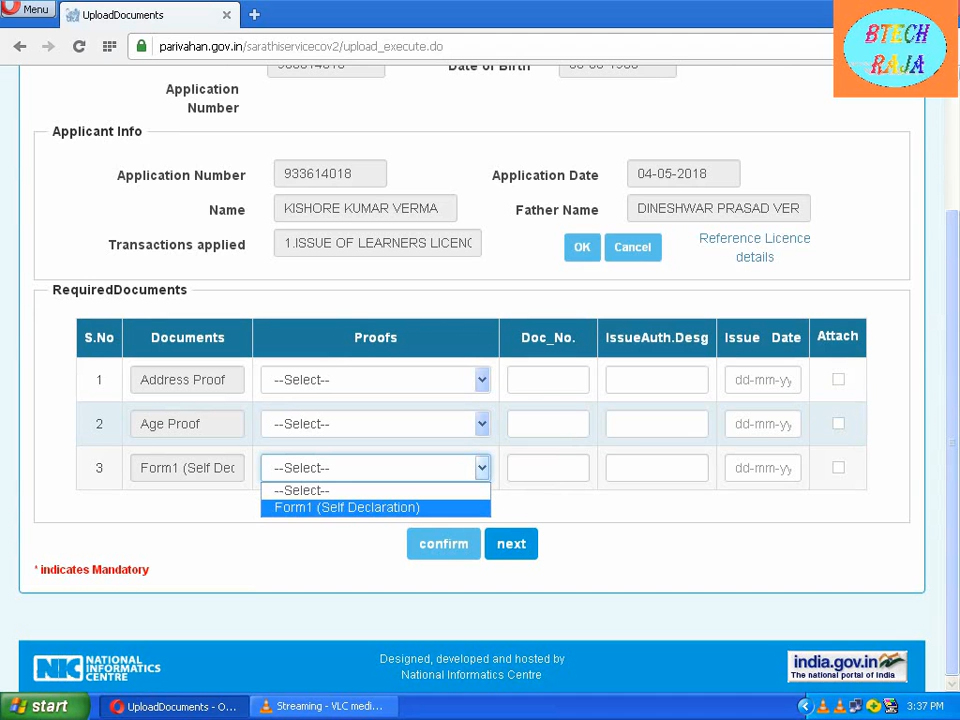 Menu
UploadDocuments
parivahan.gov.in/sarathiservicecov2/upload_execute.do
BTECH
RAJA
Date of Birth
Application
Number
Applicant Info
Application Number 933614018 Application Date 04-05-2018
Name KISHORE KUMAR VERMA Father Name DINESHWAR PRASAD VER
Transactions applied 1.ISSUE OF LEARNERS LICENC OK Cancel Reference Licence
details
RequiredDocuments
S.No Documents Proofs Doc_No. IssueAuth.Desg Issue Date Attach
1 Address Proof --Select-- dd-mm-yy
2 Age Proof --Select-- dd-mm-yy
3 Form1 (Self Dec --Select-- dd-mm-yy
--Select--
Form1 (Self Declaration)
confirm next
* indicates Mandatory
NIC NATIONAL
INFORMATICS
CENTRE
Designed, developed and hosted by
National Informatics Centre
india.gov.in
The national portal of India
start UploadDocuments - O... Streaming - VLC medi... 3:37 PM